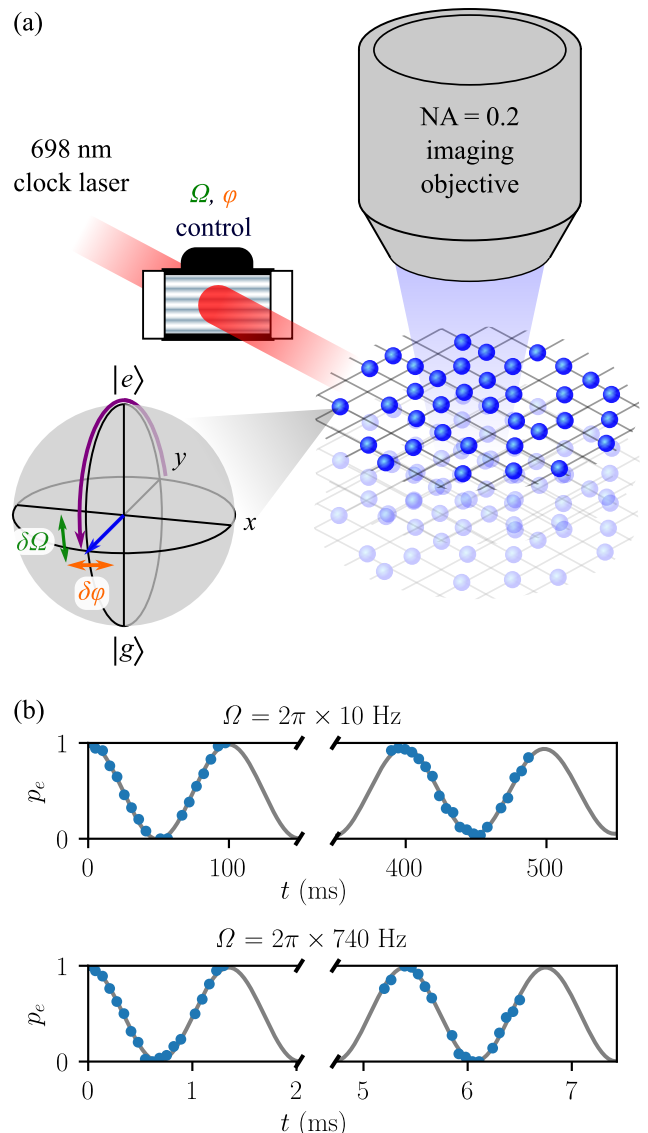 (a)
NA = 0.2
imaging
objective
698 nm
clock laser
Ω, φ
control
|e⟩
y
x
δΩ
δφ
|g⟩
(b)
Ω = 2π × 10 Hz
1
pₑ
0
0 100 400 500
t (ms)
Ω = 2π × 740 Hz
1
pₑ
0
0 1 2 5 6 7
t (ms)